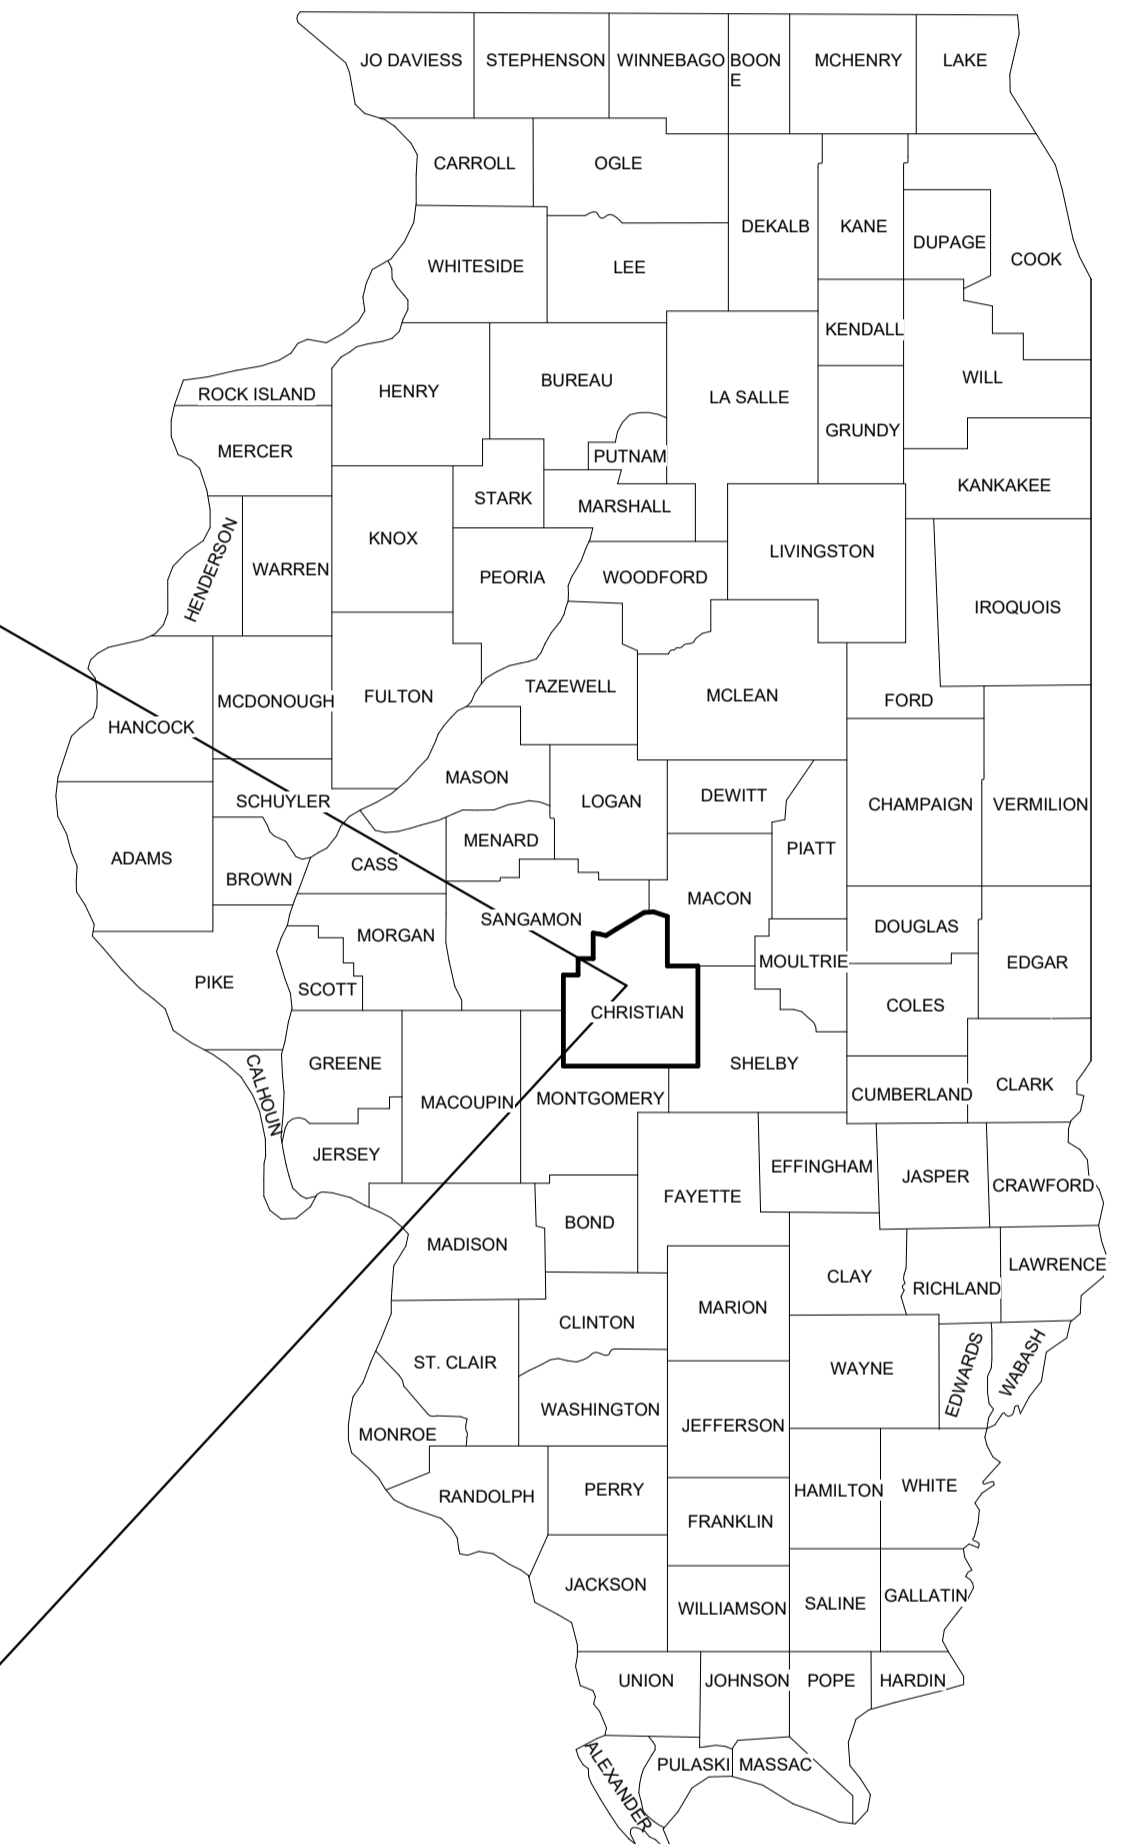 JO DAVIESS
STEPHENSON
WINNEBAGO
BOON
E
MCHENRY
LAKE
CARROLL
OGLE
DEKALB
KANE
DUPAGE
COOK
WHITESIDE
LEE
KENDALL
WILL
ROCK ISLAND
HENRY
BUREAU
LA SALLE
GRUNDY
MERCER
PUTNAM
KANKAKEE
STARK
MARSHALL
HENDERSON
WARREN
KNOX
PEORIA
WOODFORD
LIVINGSTON
IROQUOIS
HANCOCK
MCDONOUGH
FULTON
TAZEWELL
MCLEAN
FORD
SCHUYLER
MASON
LOGAN
DEWITT
CHAMPAIGN
VERMILION
ADAMS
BROWN
CASS
MENARD
PIATT
MACON
SANGAMON
MORGAN
DOUGLAS
PIKE
SCOTT
MOULTRIE
EDGAR
CHRISTIAN
COLES
GREENE
SHELBY
CALHOUN
MACOUPIN
MONTGOMERY
CUMBERLAND
CLARK
JERSEY
FAYETTE
EFFINGHAM
JASPER
CRAWFORD
MADISON
BOND
CLAY
RICHLAND
LAWRENCE
CLINTON
MARION
ST. CLAIR
WAYNE
EDWARDS
WABASH
WASHINGTON
JEFFERSON
MONROE
RANDOLPH
PERRY
HAMILTON
WHITE
FRANKLIN
JACKSON
WILLIAMSON
SALINE
GALLATIN
UNION
JOHNSON
POPE
HARDIN
ALEXANDER
PULASKI
MASSAC